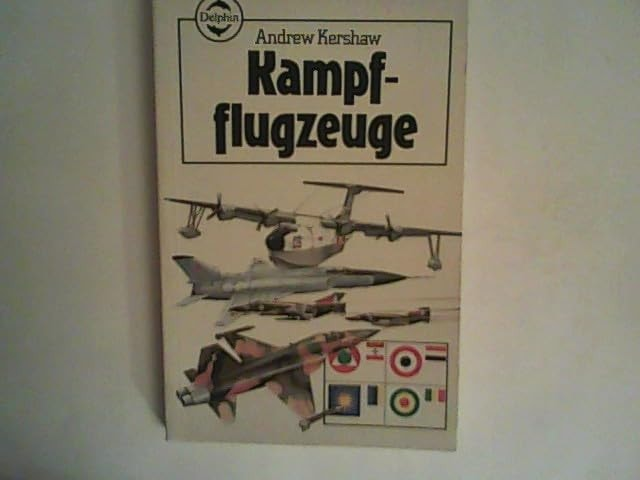 Delphin
Andrew Kershaw
Kampf-
flugzeuge